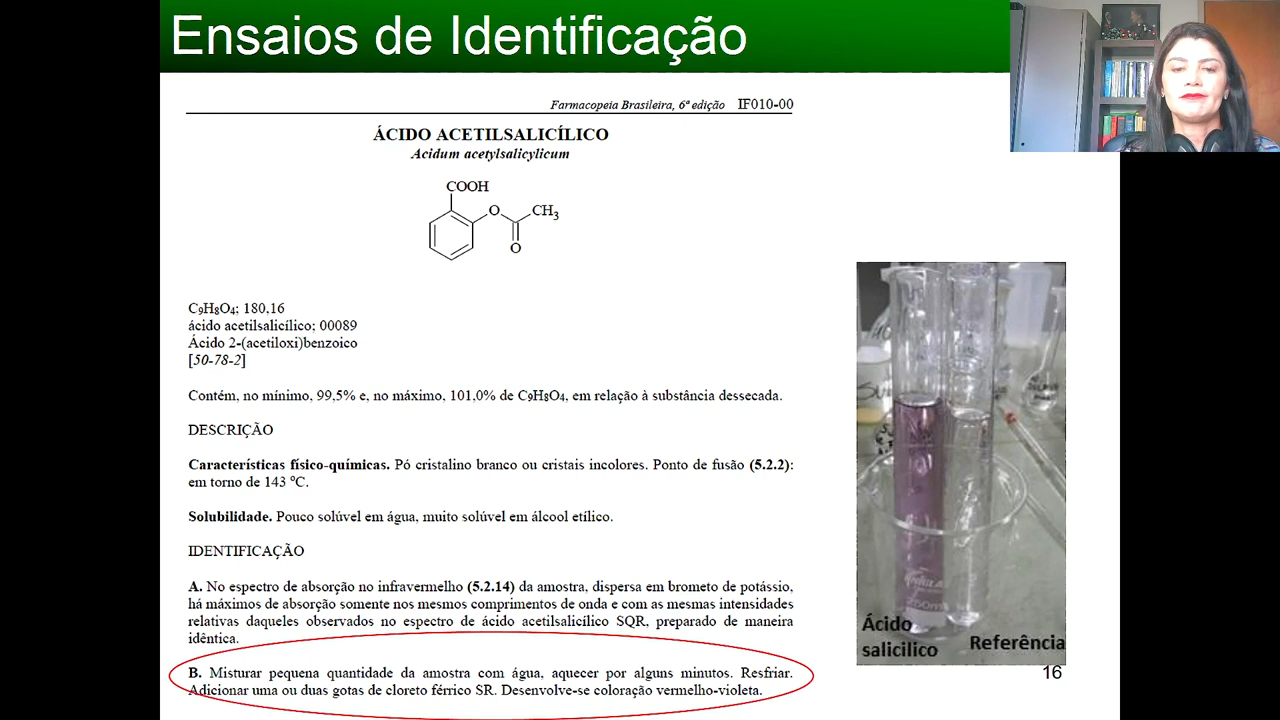 Ensaios de Identificação
Farmacopeia Brasileira, 6ª edição IF010-00
ÁCIDO ACETILSALICÍLICO
Acidum acetylsalicylicum
COOH
O
CH3
O
C9H8O4; 180,16
ácido acetilsalicílico; 00089
Ácido 2-(acetiloxi)benzoico
[50-78-2]
Contém, no mínimo, 99,5% e, no máximo, 101,0% de C9H8O4, em relação à substância dessecada.
DESCRIÇÃO
Características físico-químicas. Pó cristalino branco ou cristais incolores. Ponto de fusão (5.2.2):
em torno de 143 ºC.
Solubilidade. Pouco solúvel em água, muito solúvel em álcool etílico.
IDENTIFICAÇÃO
A. No espectro de absorção no infravermelho (5.2.14) da amostra, dispersa em brometo de potássio,
há máximos de absorção somente nos mesmos comprimentos de onda e com as mesmas intensidades
relativas daqueles observados no espectro de ácido acetilsalicílico SQR, preparado de maneira
idêntica.
B. Misturar pequena quantidade da amostra com água, aquecer por alguns minutos. Resfriar.
Adicionar uma ou duas gotas de cloreto férrico SR. Desenvolve-se coloração vermelho-violeta.
Ácido
salicilico
Referência
16